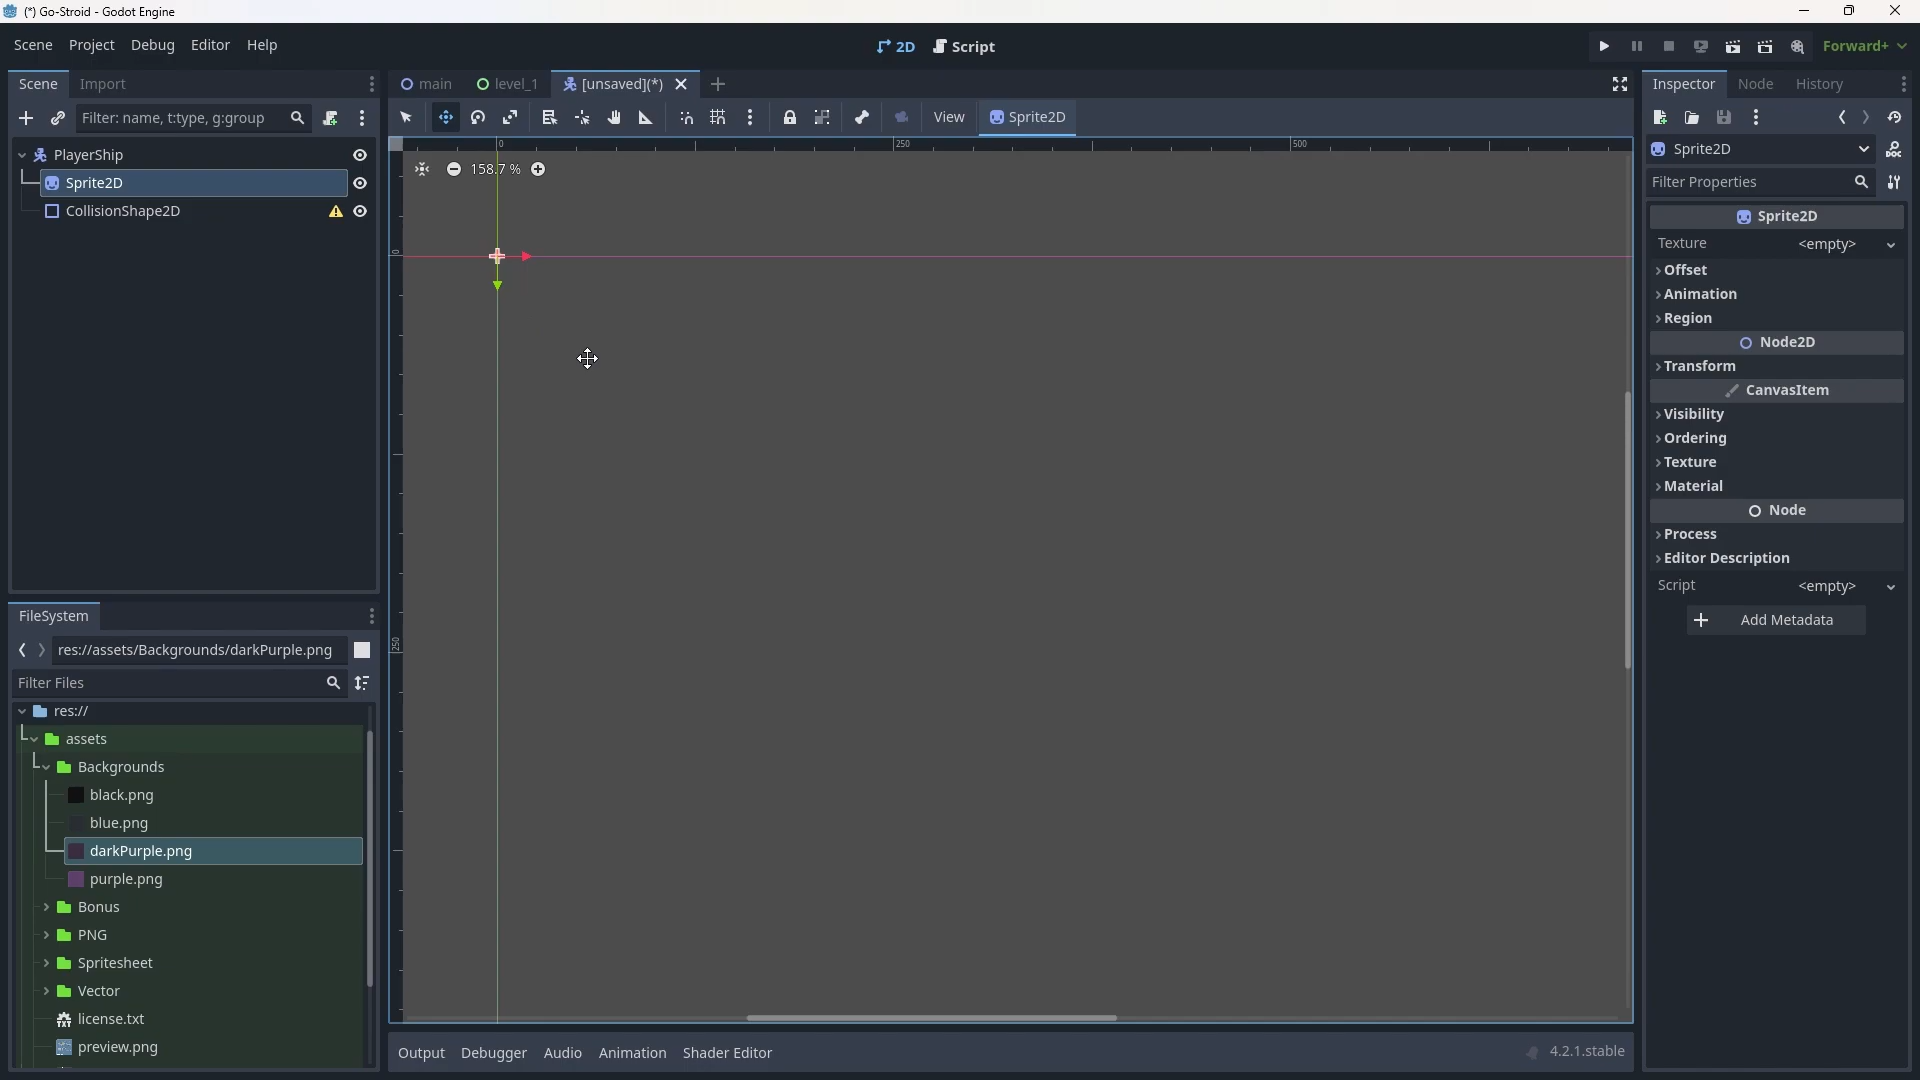 (*) Go-Stroid - Godot Engine
Scene Project Debug Editor Help
2D Script
Forward+
Scene Import
Filter: name, t:type, g:group
PlayerShip
Sprite2D
CollisionShape2D
FileSystem
res://assets/Backgrounds/darkPurple.png
Filter Files
res://
assets
Backgrounds
black.png
blue.png
darkPurple.png
purple.png
Bonus
PNG
Spritesheet
Vector
license.txt
preview.png
main level_1 [unsaved](*)
View Sprite2D
0 250 500
158.7 %
0
250
Output Debugger Audio Animation Shader Editor
4.2.1.stable
Inspector Node History
Sprite2D
Filter Properties
Sprite2D
Texture <empty>
Offset
Animation
Region
Node2D
Transform
CanvasItem
Visibility
Ordering
Texture
Material
Node
Process
Editor Description
Script <empty>
Add Metadata